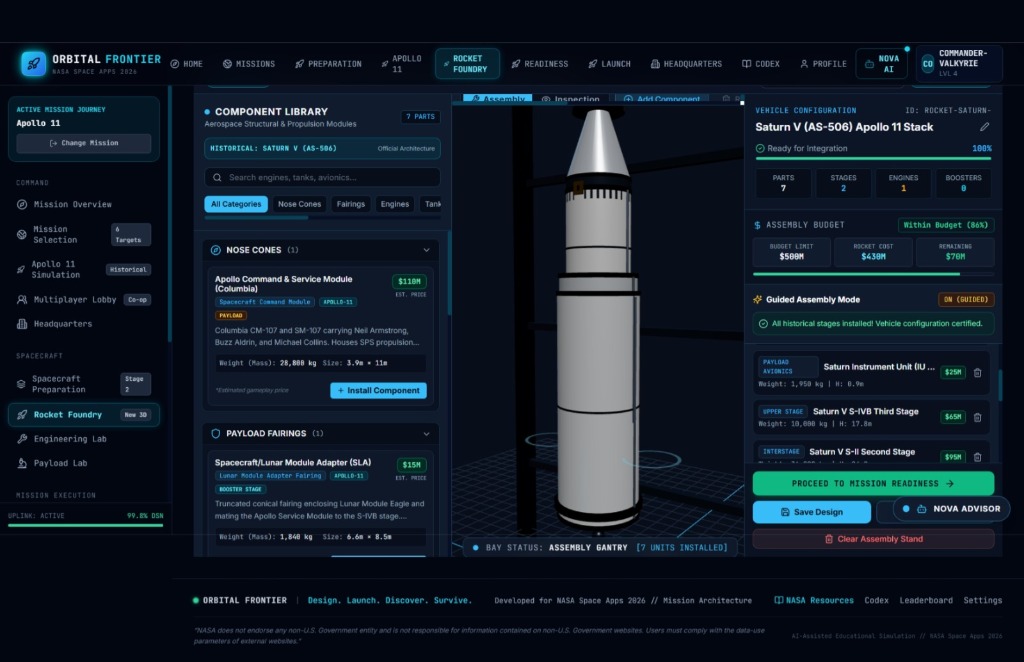 ORBITAL FRONTIER
NASA SPACE APPS 2026
HOME
MISSIONS
PREPARATION
APOLLO
11
ROCKET
FOUNDRY
READINESS
LAUNCH
HEADQUARTERS
CODEX
PROFILE
NOVA
AI
CO
COMMANDER-
VALKYRIE
LVL 4
ACTIVE MISSION JOURNEY
Apollo 11
Change Mission
COMMAND
Mission Overview
Mission
Selection
6
Targets
Apollo 11
Simulation
Historical
Multiplayer Lobby
Co-op
Headquarters
SPACECRAFT
Spacecraft
Preparation
Stage
2
Rocket Foundry
New 3D
Engineering Lab
Payload Lab
MISSION EXECUTION
UPLINK: ACTIVE
99.8% DSN
COMPONENT LIBRARY
7 PARTS
Aerospace Structural & Propulsion Modules
HISTORICAL: SATURN V (AS-506)
Official Architecture
Search engines, tanks, avionics...
All Categories
Nose Cones
Fairings
Engines
Tank
NOSE CONES (1)
Apollo Command & Service Module
(Columbia)
$110M
EST. PRICE
Spacecraft Command Module
APOLLO-11
PAYLOAD
Columbia CM-107 and SM-107 carrying Neil Armstrong,
Buzz Aldrin, and Michael Collins. Houses SPS propulsion...
Weight (Mass): 28,800 kg Size: 3.9m × 11m
*Estimated gameplay price
+ Install Component
PAYLOAD FAIRINGS (1)
Spacecraft/Lunar Module Adapter (SLA)
$15M
EST. PRICE
Lunar Module Adapter Fairing
APOLLO-11
BOOSTER STAGE
Truncated conical fairing enclosing Lunar Module Eagle and
mating the Apollo Service Module to the S-IVB stage....
Weight (Mass): 1,840 kg Size: 6.6m × 8.5m
Assembly
Inspection
Add Component
BAY STATUS: ASSEMBLY GANTRY [7 UNITS INSTALLED]
VEHICLE CONFIGURATION
ID: ROCKET-SATURN-
Saturn V (AS-506) Apollo 11 Stack
Ready for Integration
100%
PARTS
7
STAGES
2
ENGINES
1
BOOSTERS
0
ASSEMBLY BUDGET
Within Budget (86%)
BUDGET LIMIT
$500M
ROCKET COST
$430M
REMAINING
$70M
Guided Assembly Mode
ON (GUIDED)
All historical stages installed! Vehicle configuration certified.
PAYLOAD
AVIONICS
Saturn Instrument Unit (IU ...
$25M
Weight: 1,950 kg | H: 0.9m
UPPER STAGE
Saturn V S-IVB Third Stage
$65M
Weight: 10,000 kg | H: 17.8m
INTERSTAGE
Saturn V S-II Second Stage
$95M
PROCEED TO MISSION READINESS →
Save Design
NOVA ADVISOR
Clear Assembly Stand
ORBITAL FRONTIER | Design. Launch. Discover. Survive.
Developed for NASA Space Apps 2026 // Mission Architecture
NASA Resources
Codex
Leaderboard
Settings
"NASA does not endorse any non-U.S. Government entity and is not responsible for information contained on non-U.S. Government websites. Users must comply with the data-use
parameters of external websites."
AI-Assisted Educational Simulation // NASA Space Apps 2026